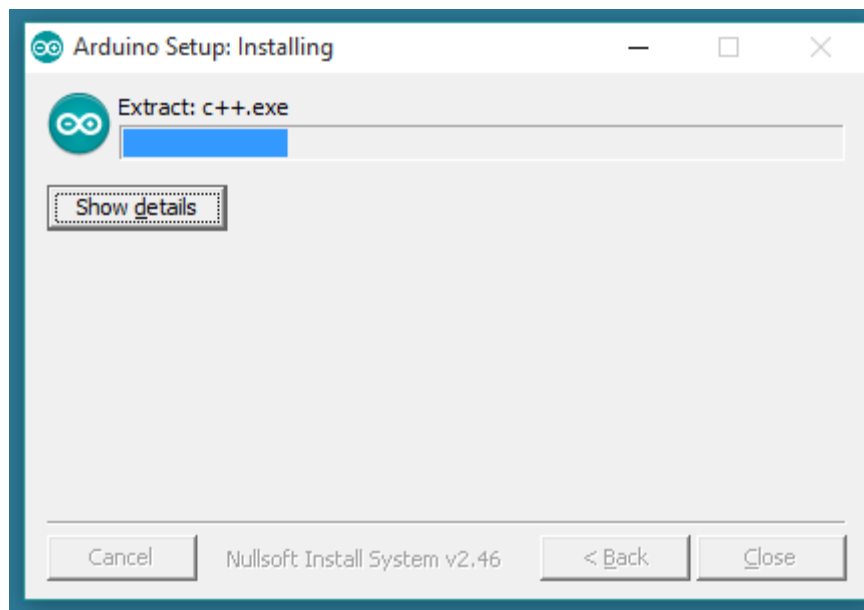 Arduino Setup: Installing
Extract: c++.exe
Show details
Cancel
Nullsoft Install System v2.46
< Back
Close